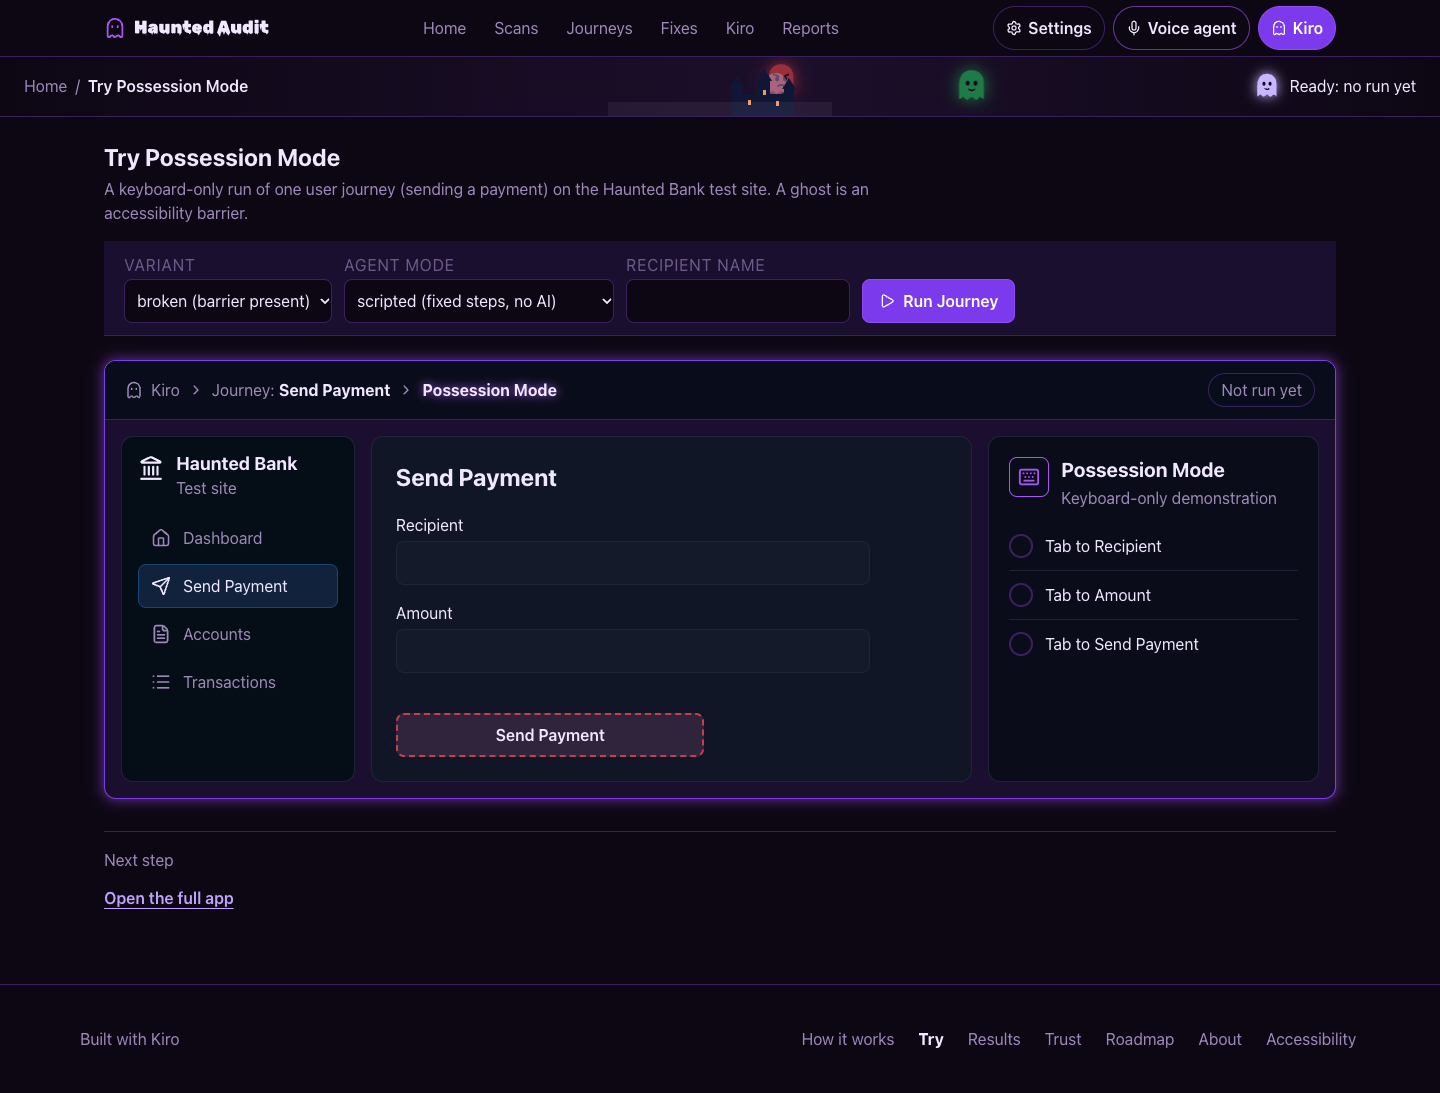 Haunted Audit
Home Scans Journeys Fixes Kiro Reports
Settings Voice agent Kiro
Home / Try Possession Mode
Ready: no run yet
Try Possession Mode
A keyboard-only run of one user journey (sending a payment) on the Haunted Bank test site. A ghost is an
accessibility barrier.
VARIANT AGENT MODE RECIPIENT NAME
broken (barrier present) scripted (fixed steps, no AI) Run Journey
Kiro > Journey: Send Payment > Possession Mode
Not run yet
Haunted Bank
Test site
Dashboard
Send Payment
Accounts
Transactions
Send Payment
Recipient
Amount
Send Payment
Possession Mode
Keyboard-only demonstration
Tab to Recipient
Tab to Amount
Tab to Send Payment
Next step
Open the full app
Built with Kiro
How it works Try Results Trust Roadmap About Accessibility